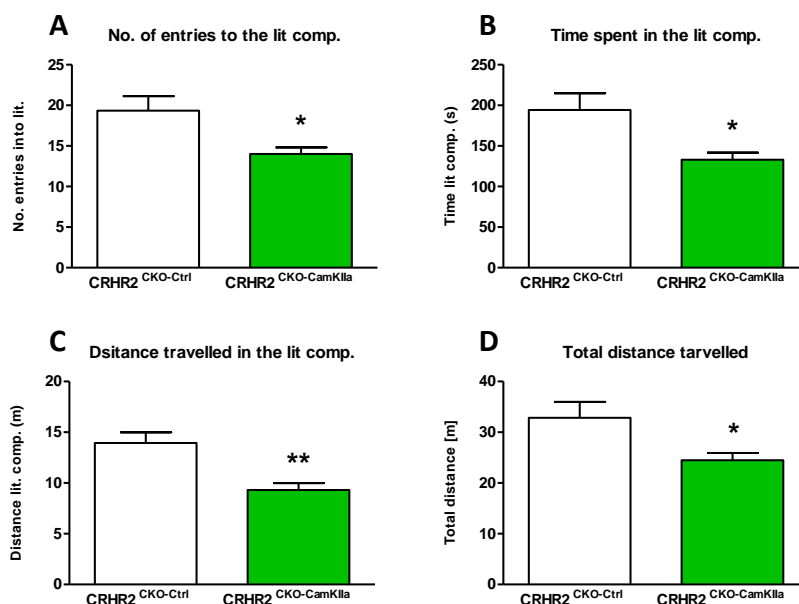 A No. of entries to the lit comp.
No. entries into lit.
25
20
15
10
5
0
*
CRHR2 CKO-Ctrl CRHR2 CKO-CamKIIa
B Time spent in the lit comp.
Time lit comp. (s)
250
200
150
100
50
0
*
CRHR2 CKO-Ctrl CRHR2 CKO-CamKIIa
C Dsitance travelled in the lit comp.
Distance lit. comp. (m)
20
15
10
5
0
**
CRHR2 CKO-Ctrl CRHR2 CKO-CamKIIa
D Total distance tarvelled
Total distance [m]
40
30
20
10
0
*
CRHR2 CKO-Ctrl CRHR2 CKO-CamKIIa